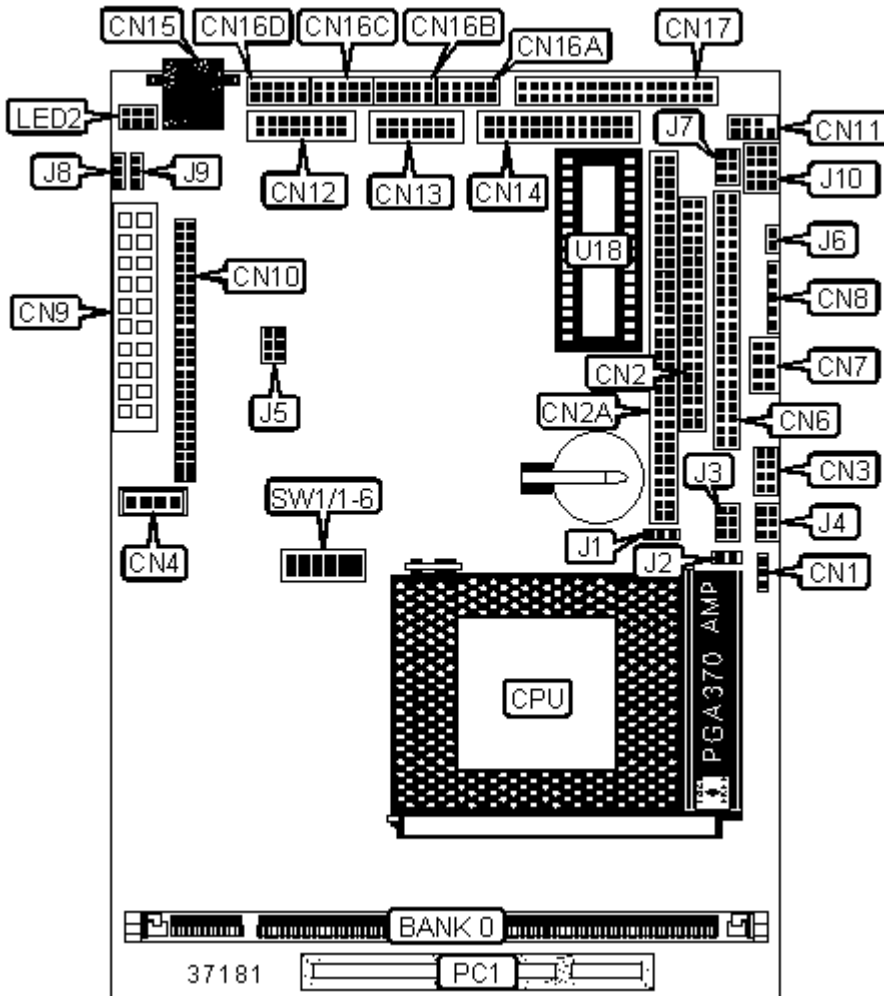 CN15
CN16D
CN16C
CN16B
CN16A
CN17
LED2
J7
CN11
J8
J9
CN12
CN13
CN14
J10
U18
J6
CN10
CN9
CN8
CN2
CN7
J5
CN2A
CN6
SW1/1-6
J3
CN3
CN4
J1
J4
J2
CN1
PGA370 AMP
CPU
BANK 0
37181
PC1